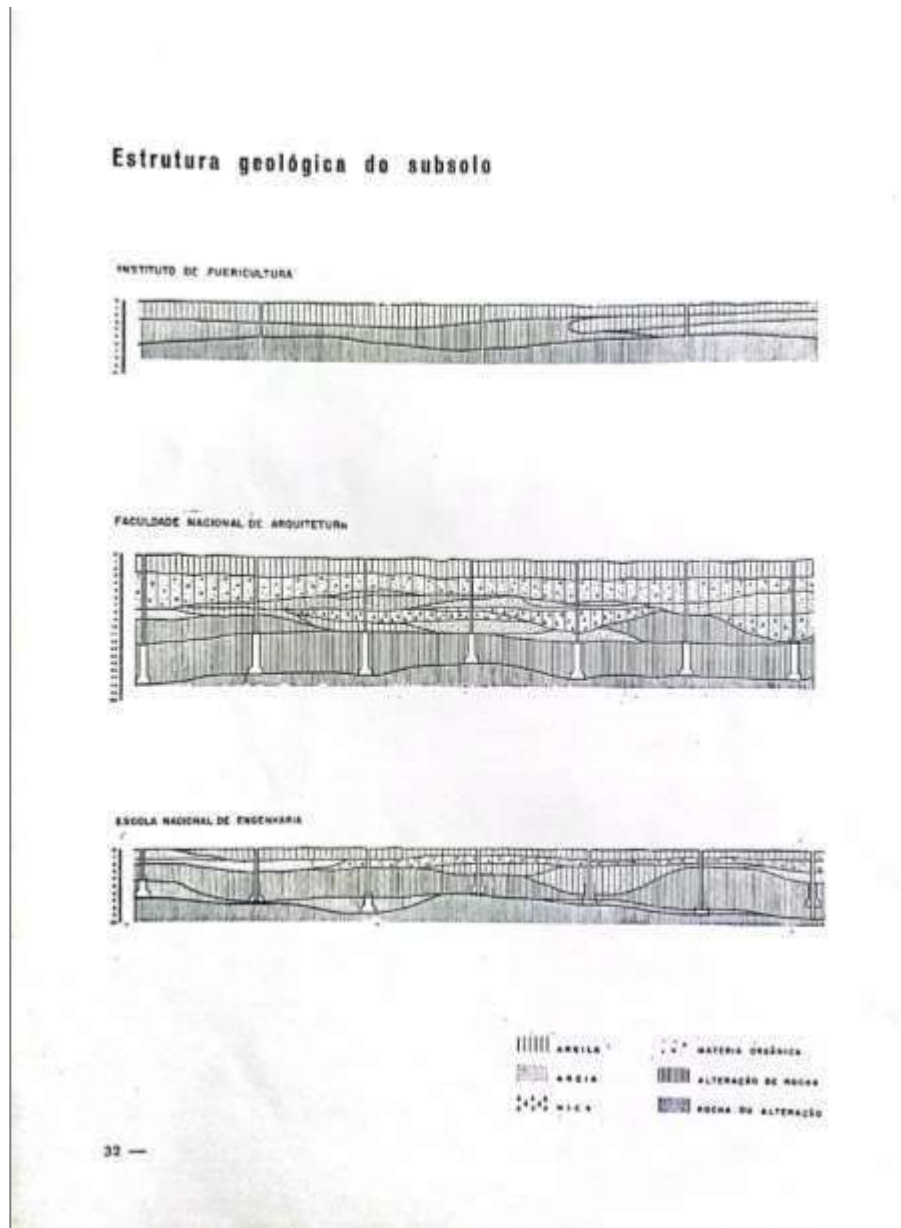 Estrutura geológica do subsolo
INSTITUTO DE PUERICULTURA
FACULDADE NACIONAL DE ARQUITETURA
ESCOLA NACIONAL DE ENGENHARIA
ARGILA
AREIA
MICA
MATÉRIA ORGÂNICA
ALTERAÇÃO DE ROCHA
ROCHA OU ALTERAÇÃO
32 —